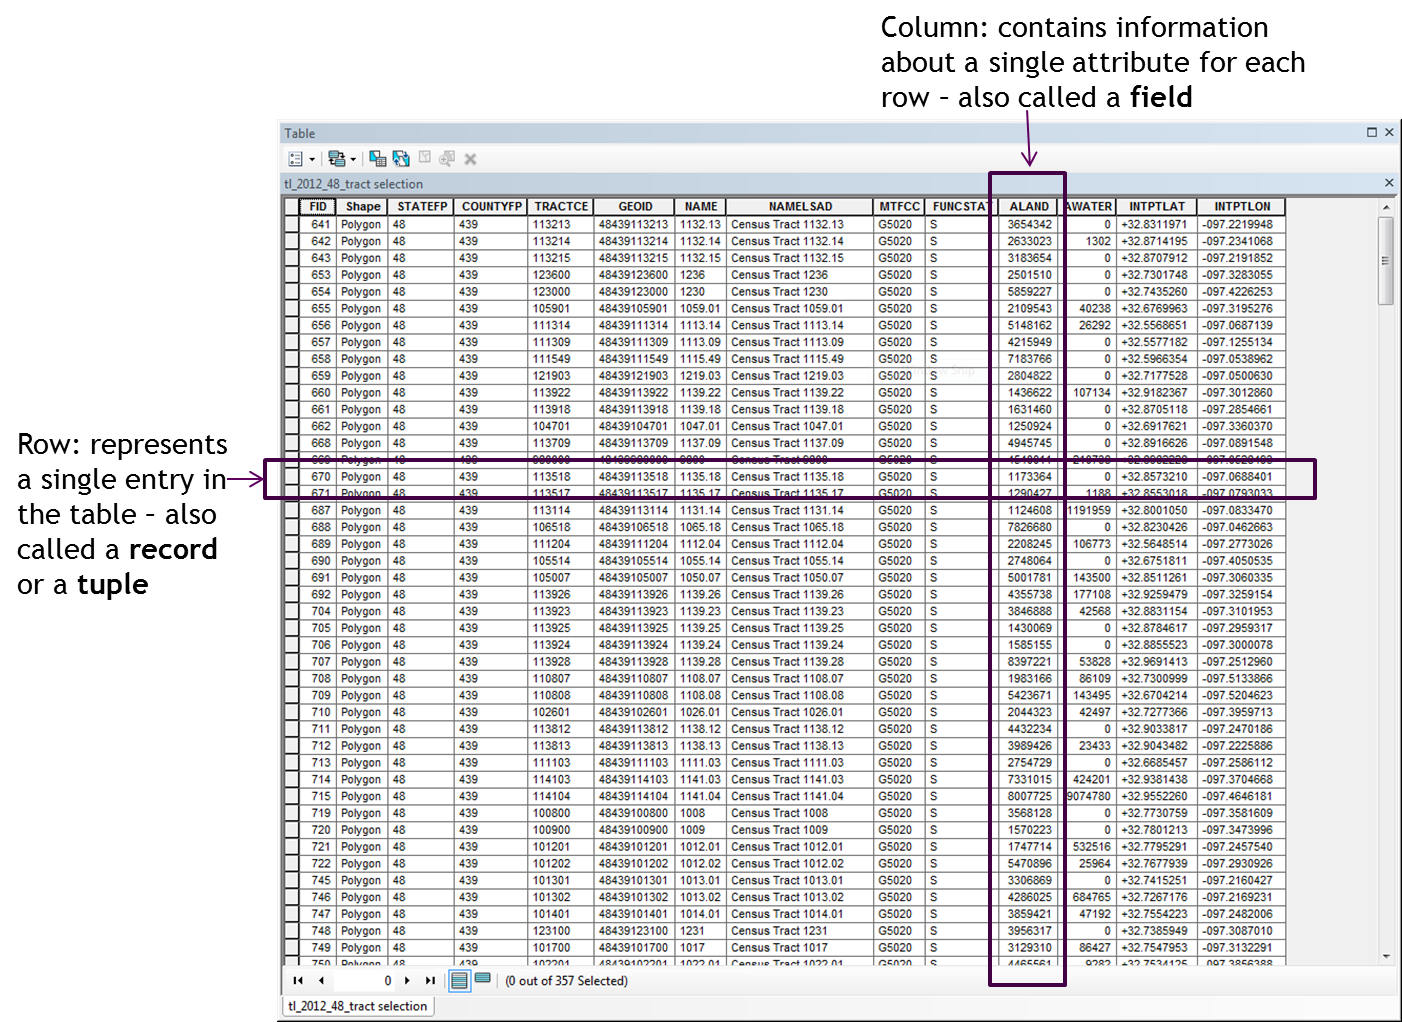 Column: contains information
about a single attribute for each
row – also called a field
Table
tl_2012_48_tract selection
FID Shape STATEFP COUNTYFP TRACTCE GEOID NAME NAMELSAD MTFCC FUNCSTAT ALAND AWATER INTPTLAT INTPTLON
641 Polygon 48 439 113213 48439113213 1132.13 Census Tract 1132.13 G5020 S 3654342 0 +32.8311971 -097.2219948
642 Polygon 48 439 113214 48439113214 1132.14 Census Tract 1132.14 G5020 S 2633023 1302 +32.8714195 -097.2341068
643 Polygon 48 439 113215 48439113215 1132.15 Census Tract 1132.15 G5020 S 3183654 0 +32.8707912 -097.2191852
653 Polygon 48 439 123600 48439123600 1236 Census Tract 1236 G5020 S 2501510 0 +32.7301748 -097.3283055
654 Polygon 48 439 123000 48439123000 1230 Census Tract 1230 G5020 S 5859227 0 +32.7435260 -097.4226253
655 Polygon 48 439 105901 48439105901 1059.01 Census Tract 1059.01 G5020 S 2109543 40238 +32.6769963 -097.3195276
656 Polygon 48 439 111314 48439111314 1113.14 Census Tract 1113.14 G5020 S 5148162 26292 +32.5568651 -097.0687139
657 Polygon 48 439 111309 48439111309 1113.09 Census Tract 1113.09 G5020 S 4215949 0 +32.5577182 -097.1255134
658 Polygon 48 439 111549 48439111549 1115.49 Census Tract 1115.49 G5020 S 7183766 0 +32.5966354 -097.0538962
659 Polygon 48 439 121903 48439121903 1219.03 Census Tract 1219.03 G5020 S 2804822 0 +32.7177528 -097.0500630
660 Polygon 48 439 113922 48439113922 1139.22 Census Tract 1139.22 G5020 S 1436622 107134 +32.9182367 -097.3012860
661 Polygon 48 439 113918 48439113918 1139.18 Census Tract 1139.18 G5020 S 1631460 0 +32.8705118 -097.2854661
662 Polygon 48 439 104701 48439104701 1047.01 Census Tract 1047.01 G5020 S 1250924 0 +32.6917621 -097.3360370
668 Polygon 48 439 113709 48439113709 1137.09 Census Tract 1137.09 G5020 S 4945745 0 +32.8916626 -097.0891548
Row: represents
a single entry in
the table – also
called a record
or a tuple
670 Polygon 48 439 113518 48439113518 1135.18 Census Tract 1135.18 G5020 S 1173364 0 +32.8573210 -097.0688401
671 Polygon 48 439 113517 48439113517 1135.17 Census Tract 1135.17 G5020 S 1290427 1188 +32.8553018 -097.0793033
687 Polygon 48 439 113114 48439113114 1131.14 Census Tract 1131.14 G5020 S 1124608 1191959 +32.8001050 -097.0833470
688 Polygon 48 439 106518 48439106518 1065.18 Census Tract 1065.18 G5020 S 7826680 0 +32.8230426 -097.0462663
689 Polygon 48 439 111204 48439111204 1112.04 Census Tract 1112.04 G5020 S 2208245 106773 +32.5648514 -097.2773026
690 Polygon 48 439 105514 48439105514 1055.14 Census Tract 1055.14 G5020 S 2748064 0 +32.6751811 -097.4050535
691 Polygon 48 439 105007 48439105007 1050.07 Census Tract 1050.07 G5020 S 5001781 143500 +32.8511261 -097.3060335
692 Polygon 48 439 113926 48439113926 1139.26 Census Tract 1139.26 G5020 S 4355738 177108 +32.9259479 -097.3259154
704 Polygon 48 439 113923 48439113923 1139.23 Census Tract 1139.23 G5020 S 3846888 42568 +32.8831154 -097.3101953
705 Polygon 48 439 113925 48439113925 1139.25 Census Tract 1139.25 G5020 S 1430069 0 +32.8784617 -097.2959317
706 Polygon 48 439 113924 48439113924 1139.24 Census Tract 1139.24 G5020 S 1585155 0 +32.8855523 -097.3000078
707 Polygon 48 439 113928 48439113928 1139.28 Census Tract 1139.28 G5020 S 8397221 53828 +32.9691413 -097.2512960
708 Polygon 48 439 110807 48439110807 1108.07 Census Tract 1108.07 G5020 S 1983166 86109 +32.7300999 -097.5133866
709 Polygon 48 439 110808 48439110808 1108.08 Census Tract 1108.08 G5020 S 5423671 143495 +32.6704214 -097.5204623
710 Polygon 48 439 102601 48439102601 1026.01 Census Tract 1026.01 G5020 S 2044323 42497 +32.7277366 -097.3959713
711 Polygon 48 439 113812 48439113812 1138.12 Census Tract 1138.12 G5020 S 4432234 0 +32.9033817 -097.2470186
712 Polygon 48 439 113813 48439113813 1138.13 Census Tract 1138.13 G5020 S 3989426 23433 +32.9043482 -097.2225886
713 Polygon 48 439 111103 48439111103 1111.03 Census Tract 1111.03 G5020 S 2754729 0 +32.6685457 -097.2586112
714 Polygon 48 439 114103 48439114103 1141.03 Census Tract 1141.03 G5020 S 7331015 424201 +32.9381438 -097.3704668
715 Polygon 48 439 114104 48439114104 1141.04 Census Tract 1141.04 G5020 S 8007725 9074780 +32.9552260 -097.4646181
719 Polygon 48 439 100800 48439100800 1008 Census Tract 1008 G5020 S 3568128 0 +32.7730759 -097.3581609
720 Polygon 48 439 100900 48439100900 1009 Census Tract 1009 G5020 S 1570223 0 +32.7801213 -097.3473996
721 Polygon 48 439 101201 48439101201 1012.01 Census Tract 1012.01 G5020 S 1747714 532516 +32.7795291 -097.2457540
722 Polygon 48 439 101202 48439101202 1012.02 Census Tract 1012.02 G5020 S 5470896 25964 +32.7677939 -097.2930926
745 Polygon 48 439 101301 48439101301 1013.01 Census Tract 1013.01 G5020 S 3306869 0 +32.7415251 -097.2160427
746 Polygon 48 439 101302 48439101302 1013.02 Census Tract 1013.02 G5020 S 4286025 684765 +32.7267176 -097.2169231
747 Polygon 48 439 101401 48439101401 1014.01 Census Tract 1014.01 G5020 S 3859421 47192 +32.7554223 -097.2482006
748 Polygon 48 439 123100 48439123100 1231 Census Tract 1231 G5020 S 3956317 0 +32.7385949 -097.3087010
749 Polygon 48 439 101700 48439101700 1017 Census Tract 1017 G5020 S 3129310 86427 +32.7547953 -097.3132291
750 Polygon 48 439 102201 48439102201 1022.01 Census Tract 1022.01 G5020 S 4465561 9282 +32.7534125 -097.3856388
0 (0 out of 357 Selected)
tl_2012_48_tract selection